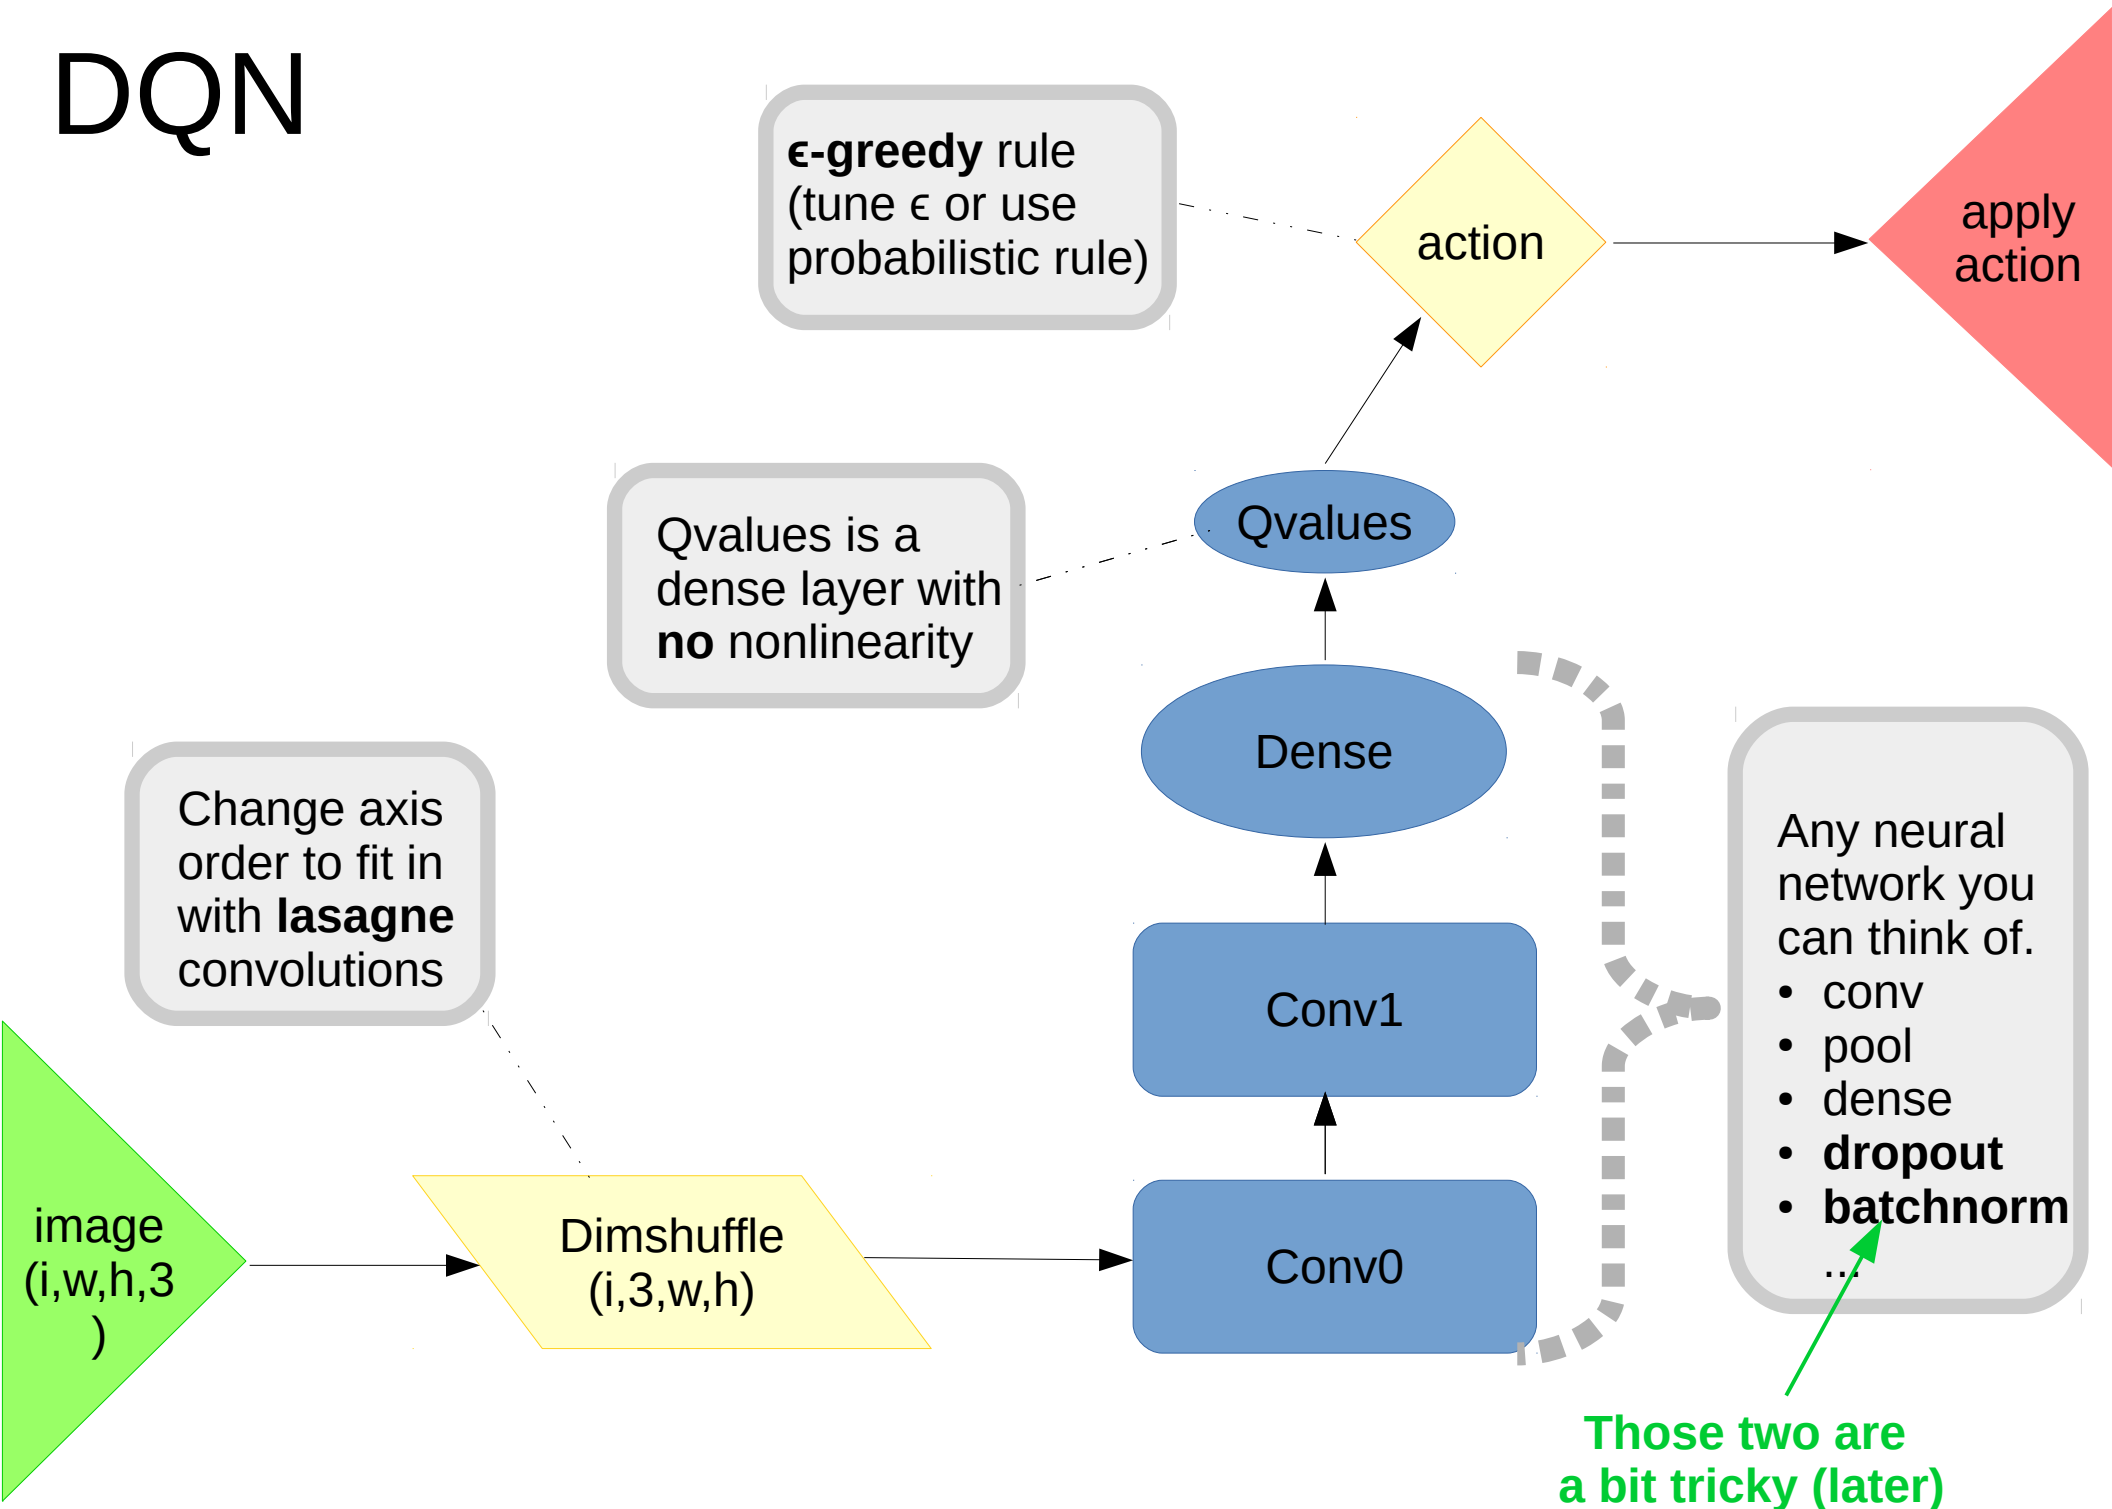 DQN
ϵ-greedy rule
(tune ϵ or use
probabilistic rule)
action
apply
action
Qvalues is a
dense layer with
no nonlinearity
Qvalues
Dense
Change axis
order to fit in
with lasagne
convolutions
Any neural
network you
can think of.
• conv
• pool
• dense
• dropout
• batchnorm
...
Conv1
image
(i,w,h,3
)
Dimshuffle
(i,3,w,h)
Conv0
Those two are
a bit tricky (later)